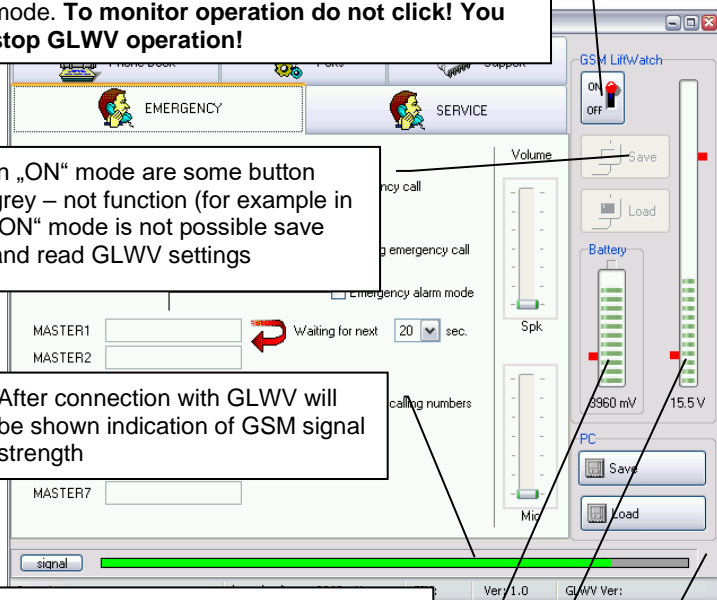 mode. To monitor operation do not click! You
stop GLWV operation!
Phone Book
Support
GSM LiftWatch
ON
OFF
EMERGENCY
SERVICE
Save
Load
Volume
n „ON“ mode are some button
grey – not function (for example in
ON“ mode is not possible save
and read GLWV settings
ncy call
g emergency call
Emergency alarm mode
Battery
MASTER1
Waiting for next 20 sec.
Spk
MASTER2
After connection with GLWV will
be shown indication of GSM signal
strength
calling numbers
3960 mV
15.5 V
PC
Save
Load
MASTER7
Mic
signal
Ver: 1.0
GLWV Ver: